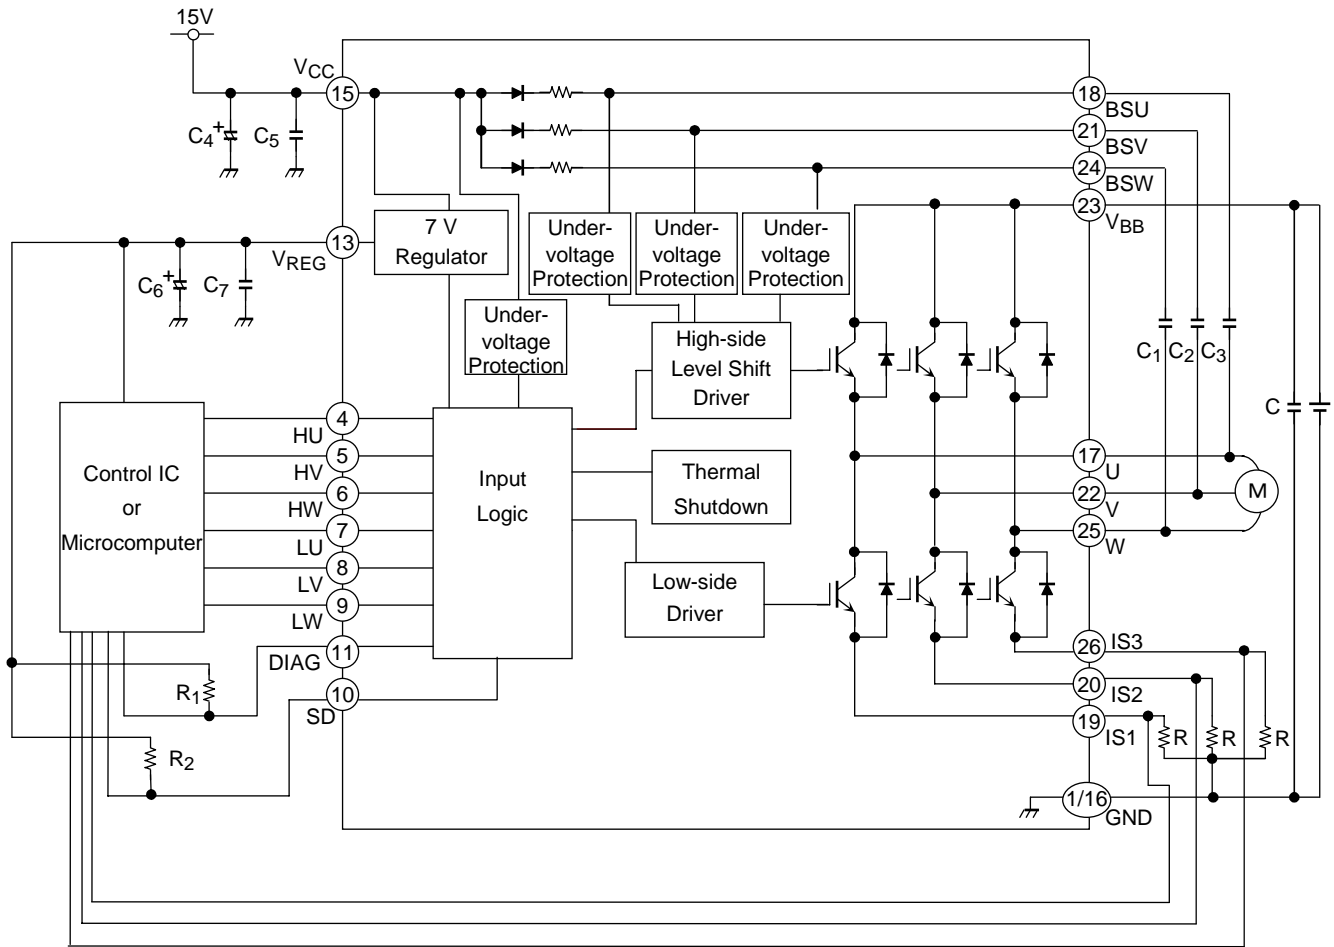 15V
VCC
15
18
BSU
C4
+
C5
21
BSV
24
BSW
23
VBB
13
VREG
7 V
Regulator
Under-
voltage
Protection
Under-
voltage
Protection
Under-
voltage
Protection
C6
+
C7
Under-
voltage
Protection
High-side
Level Shift
Driver
C1
C2
C3
C
Control IC
or
Microcomputer
4
HU
5
HV
6
HW
7
LU
8
LV
9
LW
11
DIAG
10
SD
Input
Logic
Thermal
Shutdown
Low-side
Driver
17
U
22
V
25
W
M
26
IS3
20
IS2
19
IS1
R
R
R
R1
R2
1/16
GND